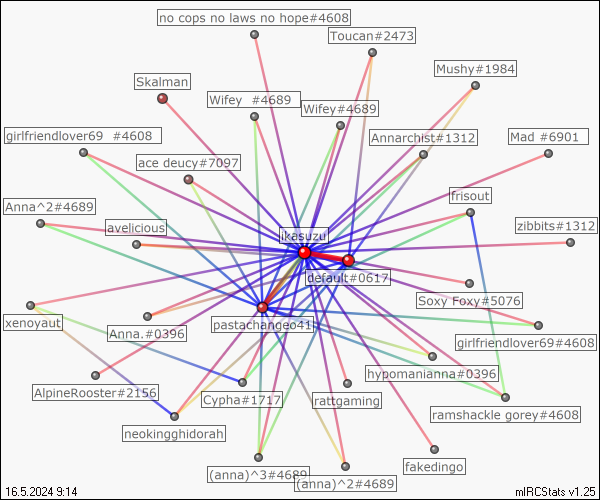 no cops no laws no hope#4608
Toucan#2473
Mushy#1984
Skalman
Wifey  #4689
Wifey#4689
girlfriendlover69  #4608
Annarchist#1312
Mad #6901
ace deucy#7097
frisout
Anna^2#4689
avelicious
zibbits#1312
ikasuzu
default#0617
Soxy Foxy#5076
xenoyaut
Anna.#0396
pastachangeo41
girlfriendlover69#4608
hypomanianna#0396
AlpineRooster#2156
Cypha#1717
rattgaming
ramshackle gorey#4608
neokingghidorah
(anna)^3#4689
(anna)^2#4689
fakedingo
16.5.2024 9:14
mIRCStats v1.25